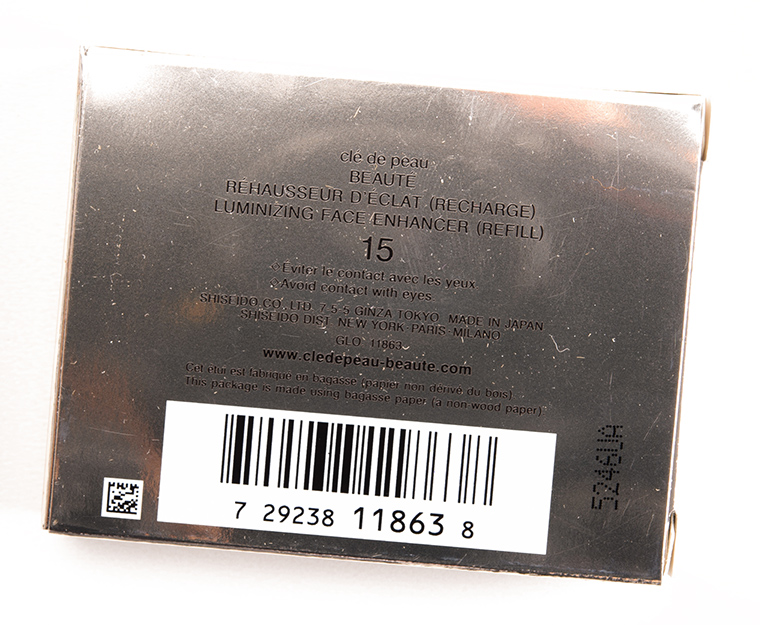 clé de peau
BEAUTÉ
RÉHAUSSEUR D'ÉCLAT (RECHARGE)
LUMINIZING FACE ENHANCER (REFILL)
15
◇Éviter le contact avec les yeux
◇Avoid contact with eyes
SHISEIDO CO., LTD. 7-5-5 GINZA TOKYO MADE IN JAPAN
SHISEIDO DIST. NEW YORK-PARIS-MILANO
GLO 11863
www.cledepeau-beaute.com
Cet étui est fabriqué en bagasse (papier non dérivé du bois).
This package is made using bagasse paper (a non-wood paper)
7 29238 11863 8
5246UA